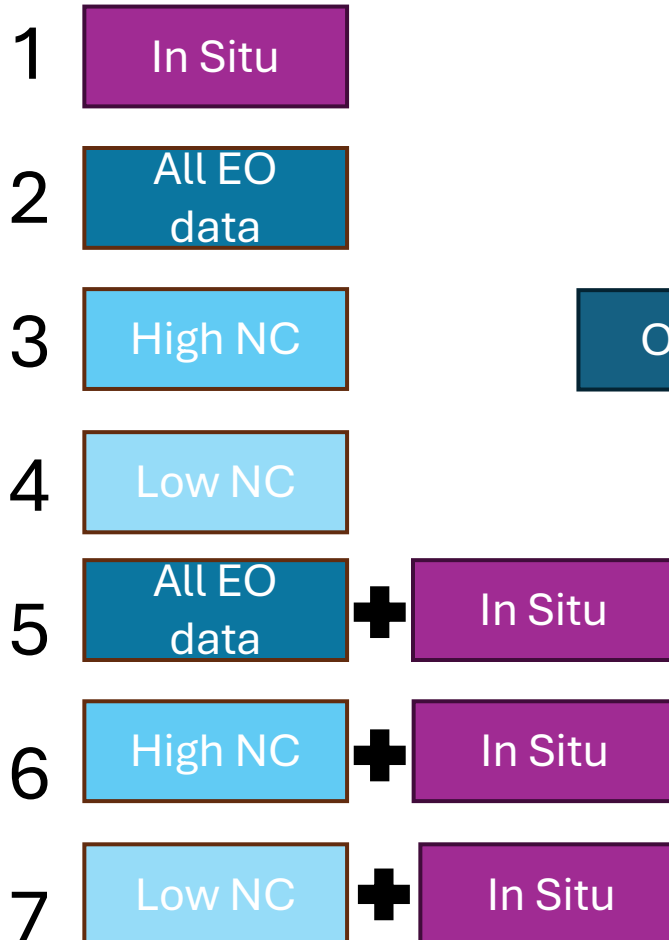 1 In Situ
2 All EO
data
3 High NC
4 Low NC
5 All EO
data + In Situ
6 High NC + In Situ
7 Low NC + In Situ